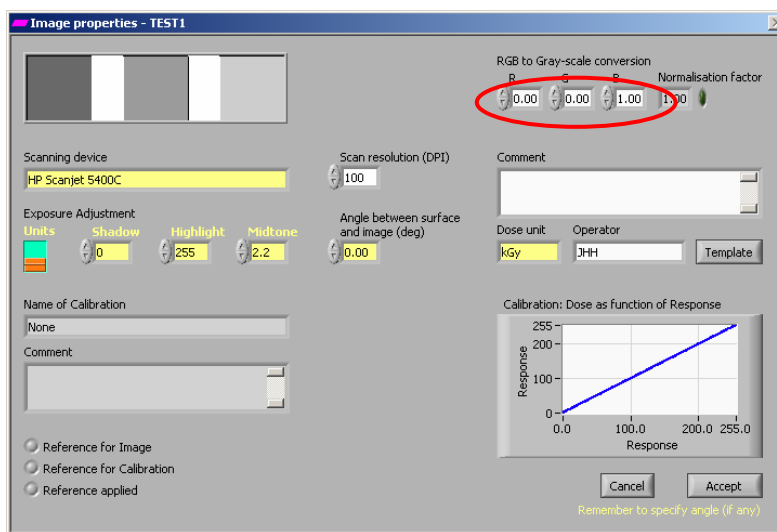 Image properties - TEST1
RGB to Gray-scale conversion
R G B Normalisation factor
0.00 0.00 1.00 1.00
Scanning device
HP Scanjet 5400C
Scan resolution (DPI)
100
Comment
Exposure Adjustment
Units Shadow Highlight Midtone
0 255 2.2
Angle between surface
and image (deg)
0.00
Dose unit Operator
kGy JHH Template
Name of Calibration
None
Comment
Calibration: Dose as function of Response
255
200
100
0
Response
0.0 100.0 200.0 255.0
Response
Reference for Image
Reference for Calibration
Reference applied
Cancel Accept
Remember to specify angle (if any)